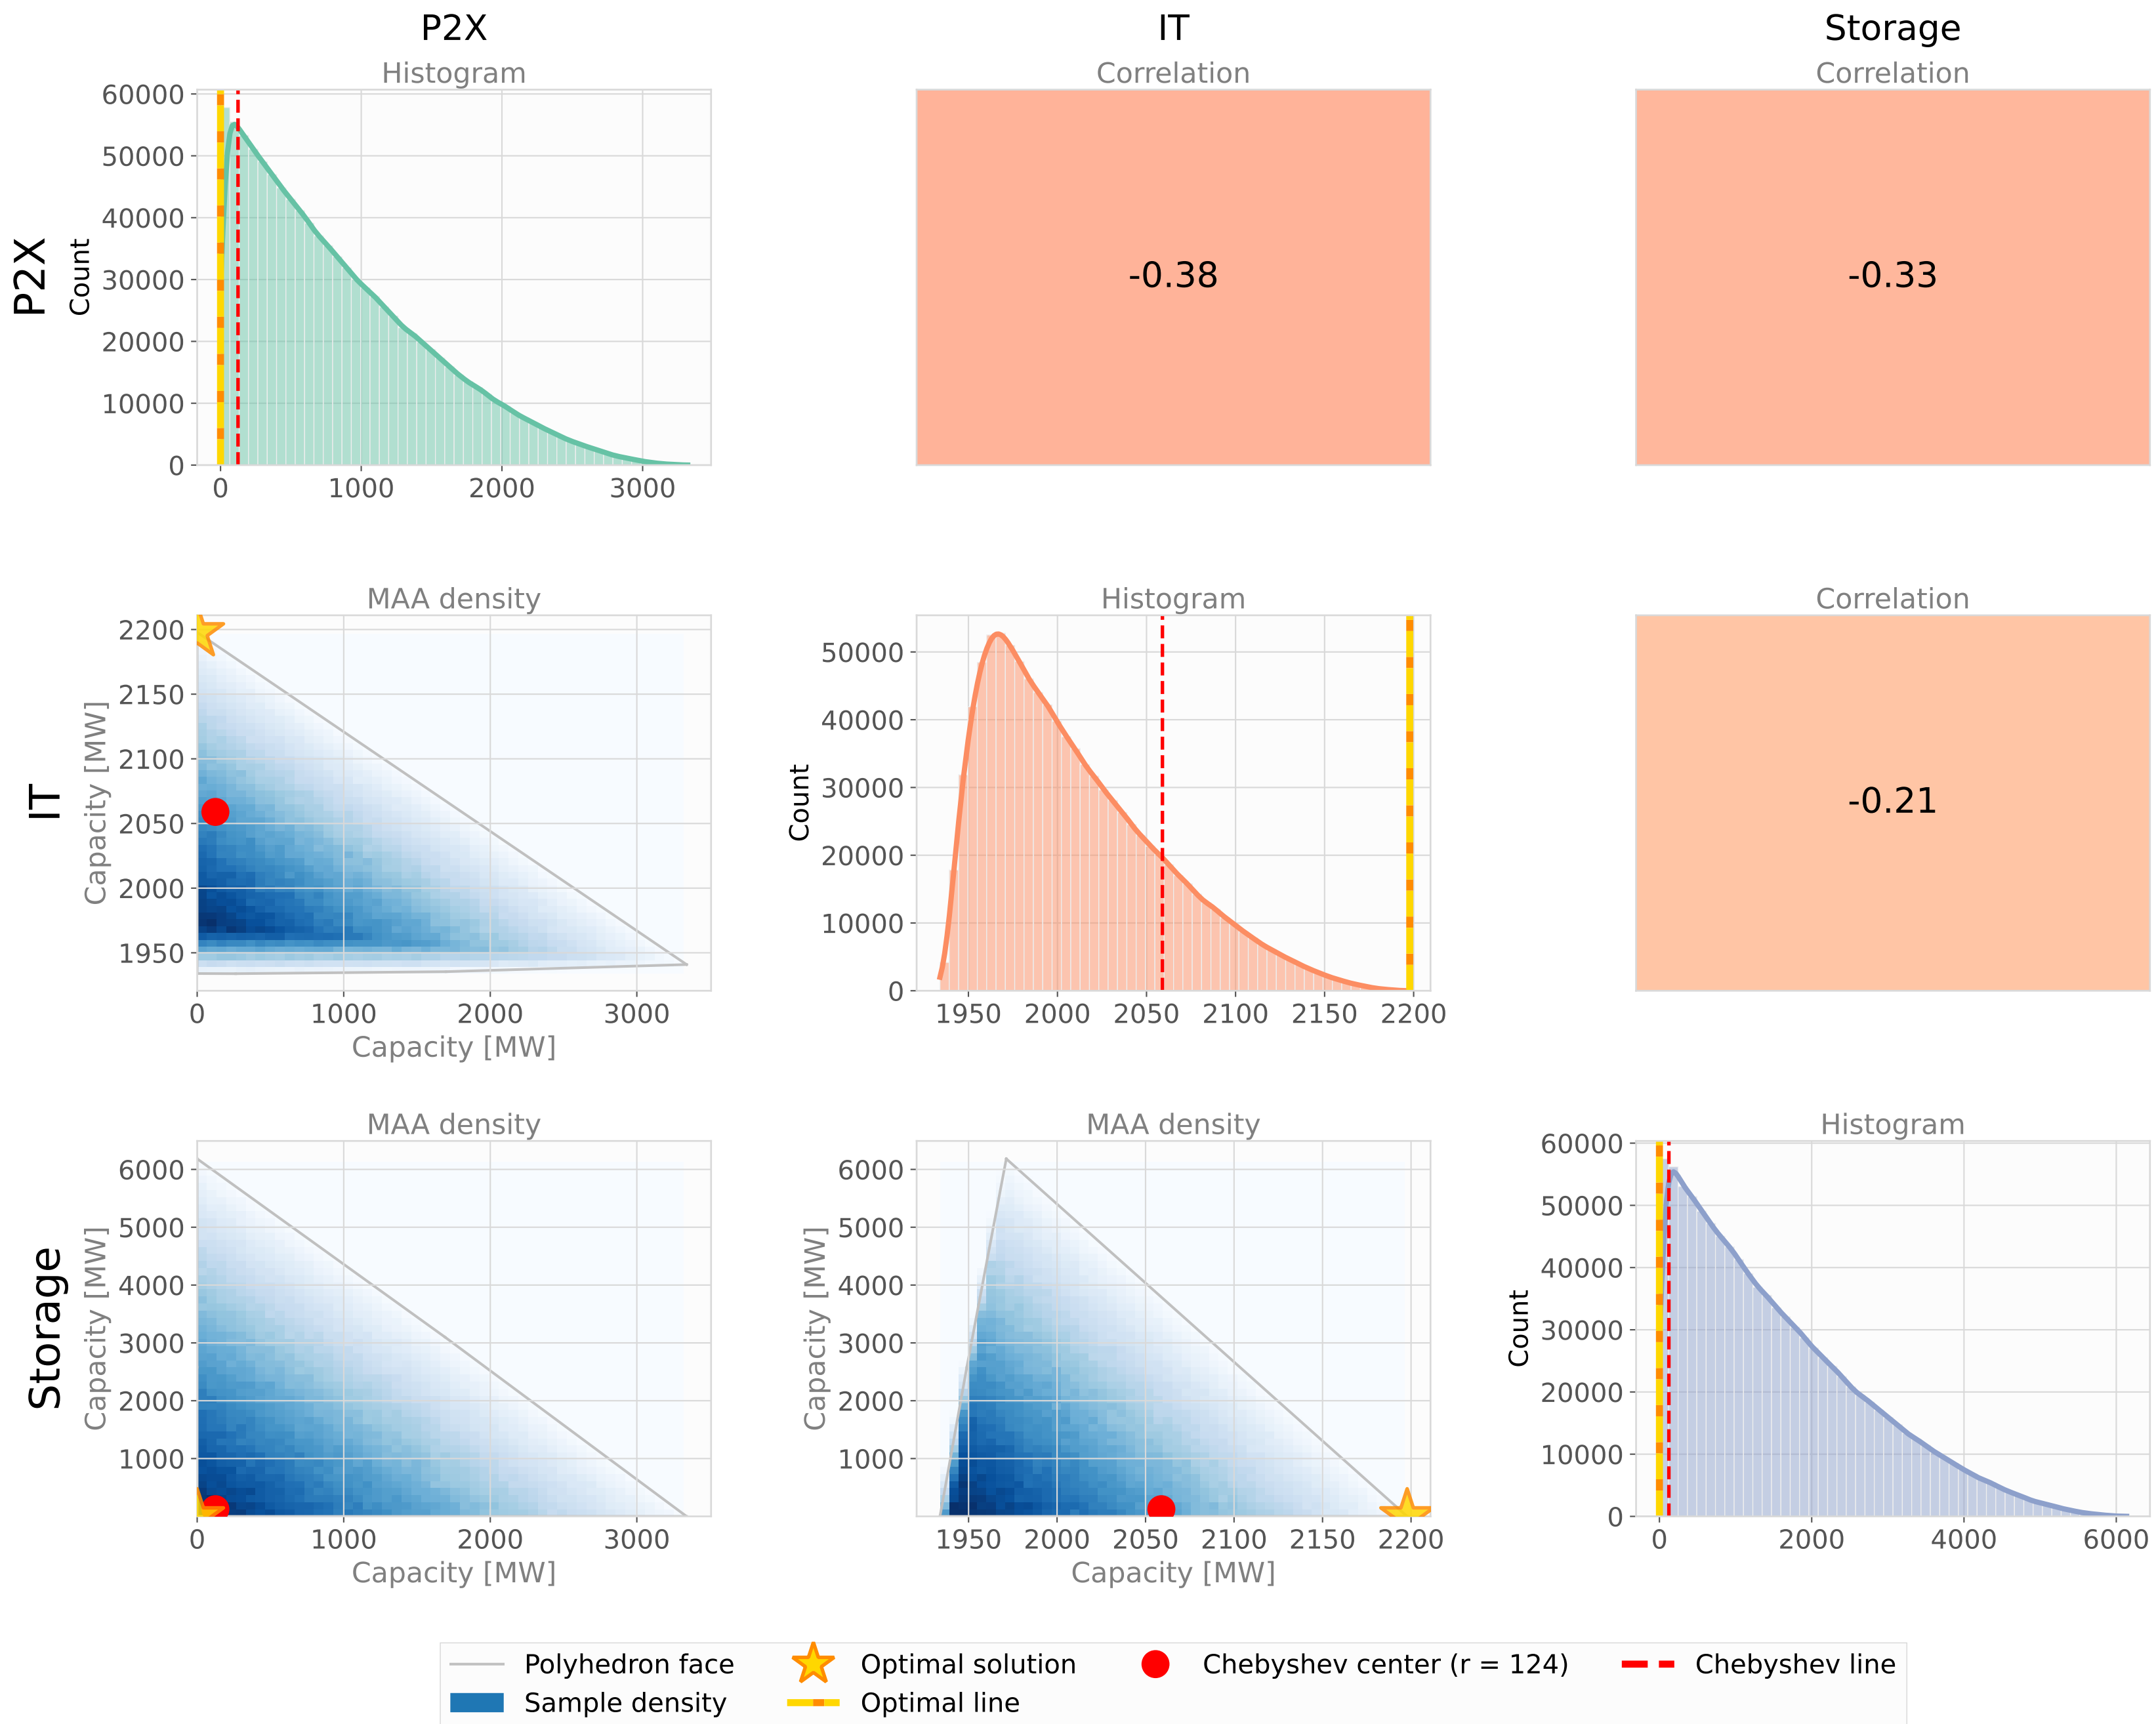 P2X
IT
Storage
Histogram
Correlation
Correlation
P2X
Count
60000
50000
40000
30000
20000
10000
0
0 1000 2000 3000
-0.38
-0.33
MAA density
Histogram
Correlation
IT
Capacity [MW]
2200
2150
2100
2050
2000
1950
0 1000 2000 3000
Capacity [MW]
Count
50000
40000
30000
20000
10000
0
1950 2000 2050 2100 2150 2200
-0.21
MAA density
MAA density
Histogram
Storage
Capacity [MW]
6000
5000
4000
3000
2000
1000
0 1000 2000 3000
Capacity [MW]
Capacity [MW]
6000
5000
4000
3000
2000
1000
1950 2000 2050 2100 2150 2200
Capacity [MW]
Count
60000
50000
40000
30000
20000
10000
0
0 2000 4000 6000
Polyhedron face
Optimal solution
Chebyshev center (r = 124)
Chebyshev line
Sample density
Optimal line